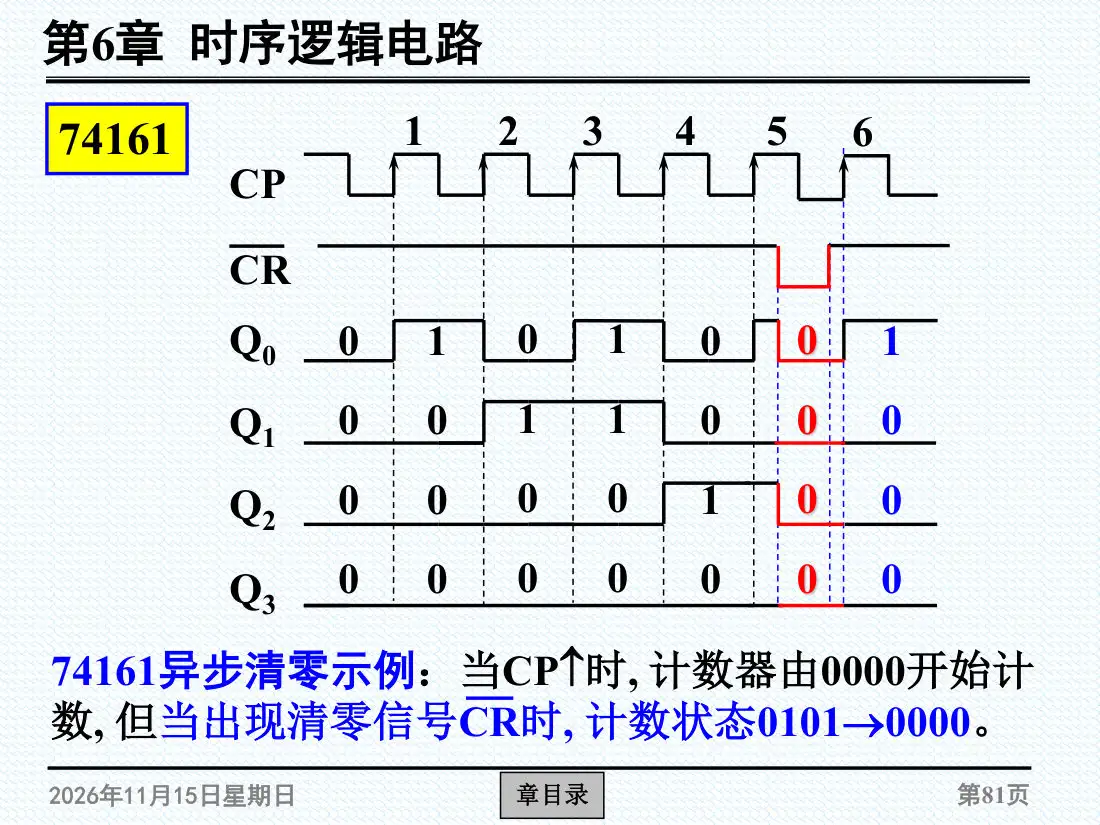 第6章 时序逻辑电路
74161
1 2 3 4 5 6
CP
C̅R̅
Q₀ 0 1 0 1 0 0 1
Q₁ 0 0 1 1 0 0 0
Q₂ 0 0 0 0 1 0 0
Q₃ 0 0 0 0 0 0 0
74161异步清零示例：当CP↑时, 计数器由0000开始计
数, 但当出现清零信号C̅R̅时, 计数状态0101→0000。
2026年11月15日星期日 章目录 第81页